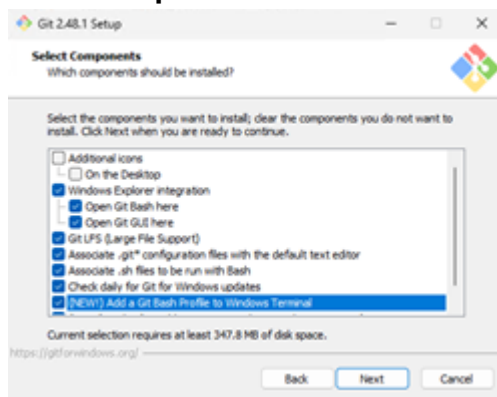 Git 2.48.1 Setup
Select Components
Which components should be installed?
Select the components you want to install; clear the components you do not want to
install. Click Next when you are ready to continue.
Additional icons
On the Desktop
Windows Explorer integration
Open Git Bash here
Open Git GUI here
Git LFS (Large File Support)
Associate .git* configuration files with the default text editor
Associate .sh files to be run with Bash
Check daily for Git for Windows updates
(NEW!) Add a Git Bash Profile to Windows Terminal
Current selection requires at least 347.8 MB of disk space.
https://gitforwindows.org/
Back Next Cancel